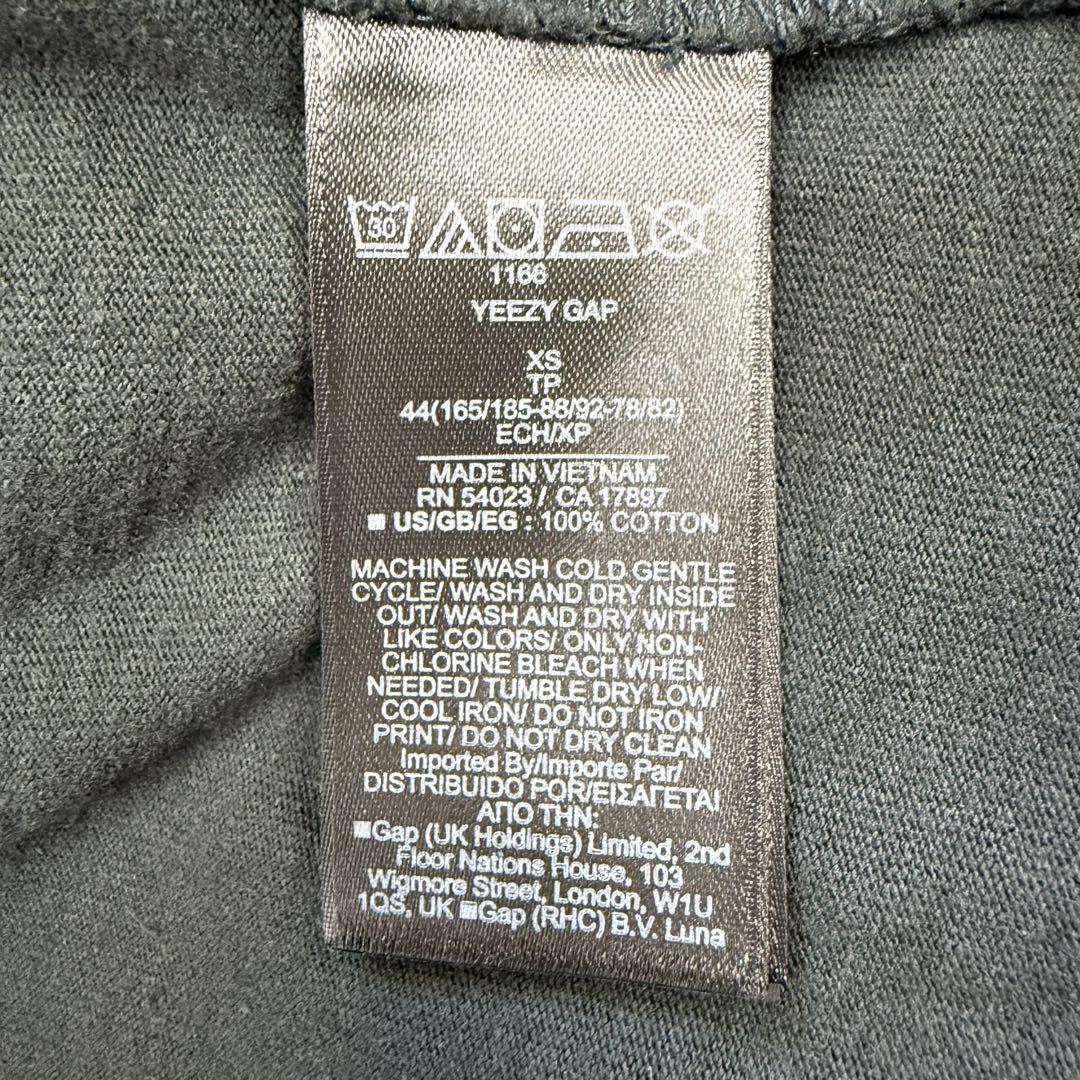 30
1166
YEEZY GAP
XS
TP
44(165/185-88/92-78/82)
ECH/XP
MADE IN VIETNAM
RN 54023 / CA 17897
US/GB/EG : 100% COTTON
MACHINE WASH COLD GENTLE
CYCLE/ WASH AND DRY INSIDE
OUT/ WASH AND DRY WITH
LIKE COLORS/ ONLY NON-
CHLORINE BLEACH WHEN
NEEDED/ TUMBLE DRY LOW/
COOL IRON/ DO NOT IRON
PRINT/ DO NOT DRY CLEAN
Imported By/Importe Par/
DISTRIBUIDO POR/ΕΙΣΑΓΕΤΑΙ
ΑΠΟ ΤΗΝ:
Gap (UK Holdings) Limited, 2nd
Floor Nations House, 103
Wigmore Street, London, W1U
1QS, UK Gap (RHC) B.V. Luna